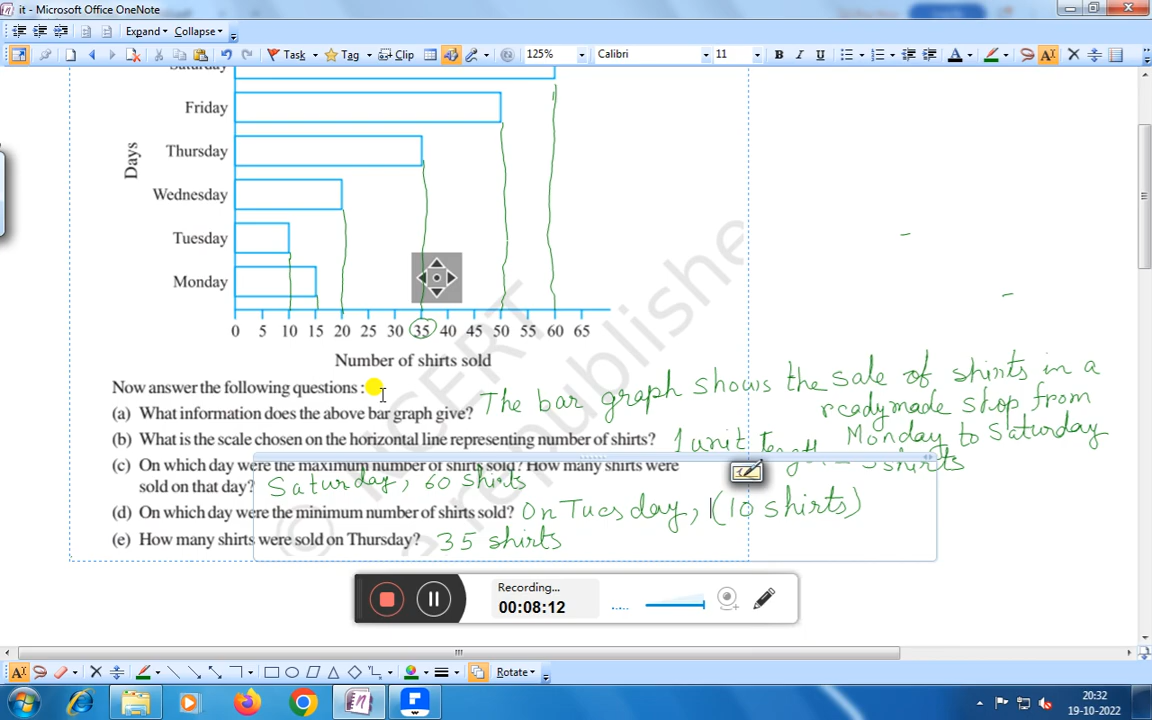 it - Microsoft Office OneNote
Expand Collapse
Task Tag Clip 125% Calibri 11 B I U
Saturday
Friday
Thursday
Wednesday
Tuesday
Monday
Days
0 5 10 15 20 25 30 35 40 45 50 55 60 65
Number of shirts sold
Now answer the following questions :
(a) What information does the above bar graph give? The bar graph shows the sale of shirts in a
readymade shop from
Monday to Saturday
(b) What is the scale chosen on the horizontal line representing number of shirts? 1 unit length = 5 shirts
(c) On which day were the maximum number of shirts sold? How many shirts were
sold on that day? Saturday, 60 shirts
(d) On which day were the minimum number of shirts sold? On Tuesday, (10 shirts)
(e) How many shirts were sold on Thursday? 35 shirts
© NCERT
republishe
Recording...
00:08:12
Rotate
20:32
19-10-2022